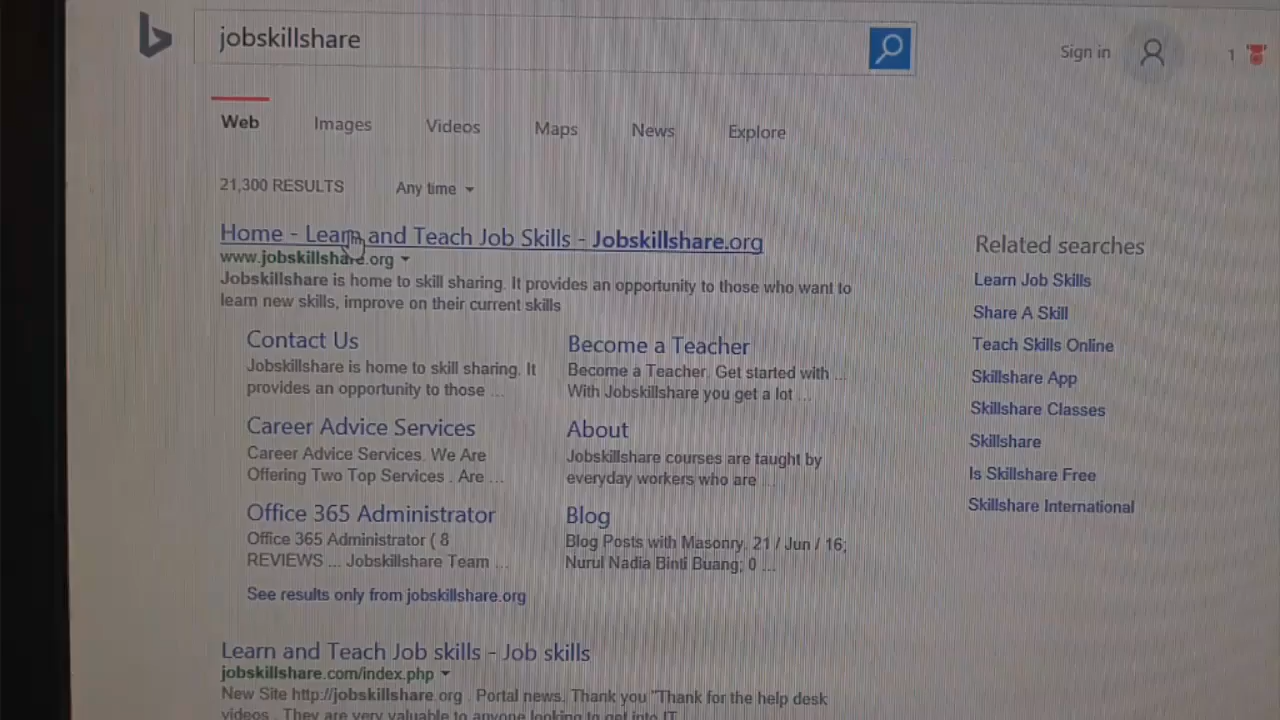 jobskillshare
Sign in
1
Web
Images
Videos
Maps
News
Explore
21,300 RESULTS
Any time
Home - Learn and Teach Job Skills - Jobskillshare.org
www.jobskillshare.org
Jobskillshare is home to skill sharing. It provides an opportunity to those who want to
learn new skills, improve on their current skills
Contact Us
Jobskillshare is home to skill sharing. It
provides an opportunity to those ...
Career Advice Services
Career Advice Services. We Are
Offering Two Top Services . Are ...
Office 365 Administrator
Office 365 Administrator ( 8
REVIEWS ... Jobskillshare Team ...
Become a Teacher
Become a Teacher. Get started with ...
With Jobskillshare you get a lot ...
About
Jobskillshare courses are taught by
everyday workers who are ...
Blog
Blog Posts with Masonry. 21 / Jun / 16;
Nurul Nadia Binti Buang; 0 ...
See results only from jobskillshare.org
Learn and Teach Job skills - Job skills
jobskillshare.com/index.php
New Site http://jobskillshare.org . Portal news. Thank you "Thank for the help desk
videos . They are very valuable to anyone looking to get into IT
Related searches
Learn Job Skills
Share A Skill
Teach Skills Online
Skillshare App
Skillshare Classes
Skillshare
Is Skillshare Free
Skillshare International